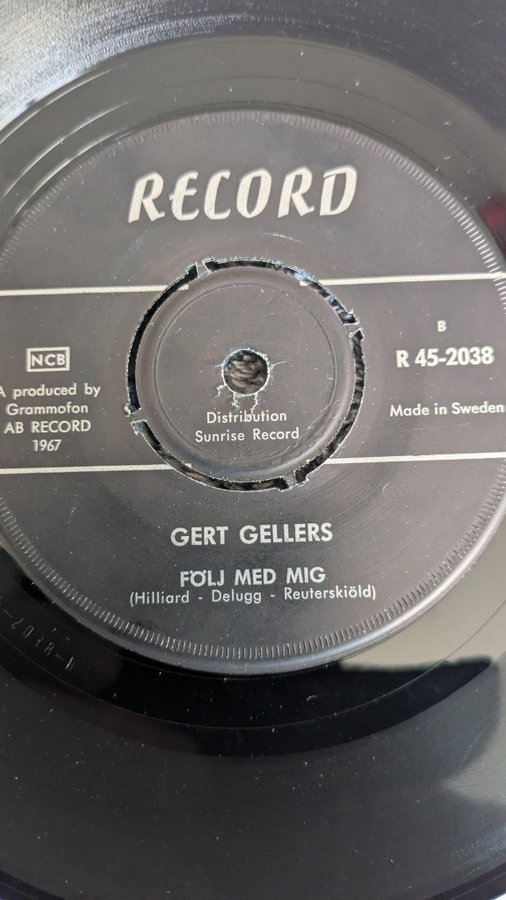 RECORD
NCB
A produced by
Grammofon
AB RECORD
1967
B
R 45-2038
Made in Sweden
Distribution
Sunrise Record
GERT GELLERS
FÖLJ MED MIG
(Hilliard - Delugg - Reuterskiöld)